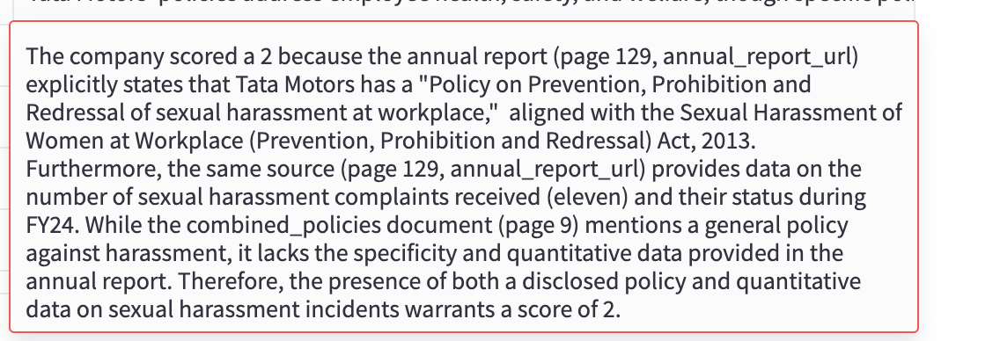 The company scored a 2 because the annual report (page 129, annual_report_url)
explicitly states that Tata Motors has a "Policy on Prevention, Prohibition and
Redressal of sexual harassment at workplace,"  aligned with the Sexual Harassment of
Women at Workplace (Prevention, Prohibition and Redressal) Act, 2013.
Furthermore, the same source (page 129, annual_report_url) provides data on the
number of sexual harassment complaints received (eleven) and their status during
FY24. While the combined_policies document (page 9) mentions a general policy
against harassment, it lacks the specificity and quantitative data provided in the
annual report. Therefore, the presence of both a disclosed policy and quantitative
data on sexual harassment incidents warrants a score of 2.